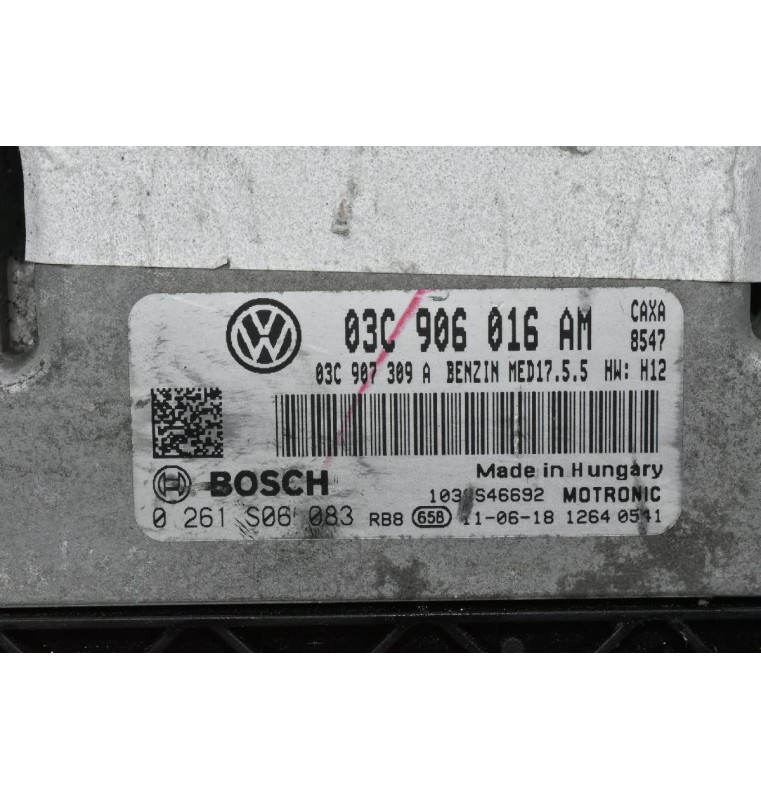 03C 906 016 AM CAXA
03C 907 309 A BENZIN MED17.5.5 HW: H12 8547
Made in Hungary
BOSCH MOTRONIC
0 261 S06 083 RB8 658 11-06-18 1264 0541